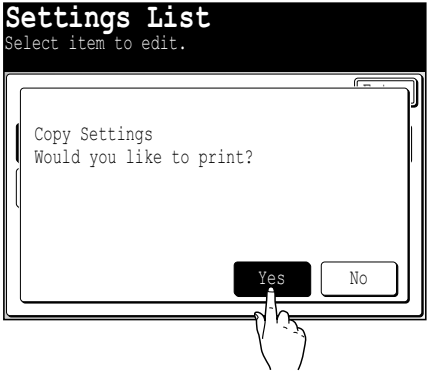 Settings List
Select item to edit.
Copy Settings
Would you like to print?
Yes
No